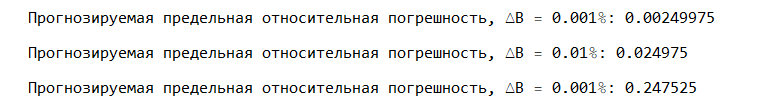 Прогнозируемая предельная относительная погрешность, ΔB = 0.001%: 0.00249975
Прогнозируемая предельная относительная погрешность, ΔB = 0.01%: 0.024975
Прогнозируемая предельная относительная погрешность, ΔB = 0.001%: 0.247525